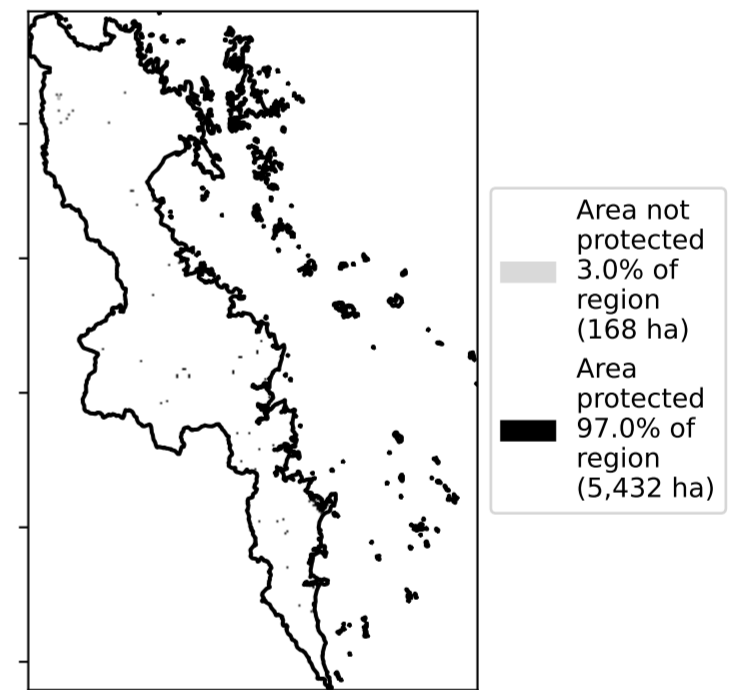 Area not
protected
3.0% of
region
(168 ha)
Area
protected
97.0% of
region
(5,432 ha)